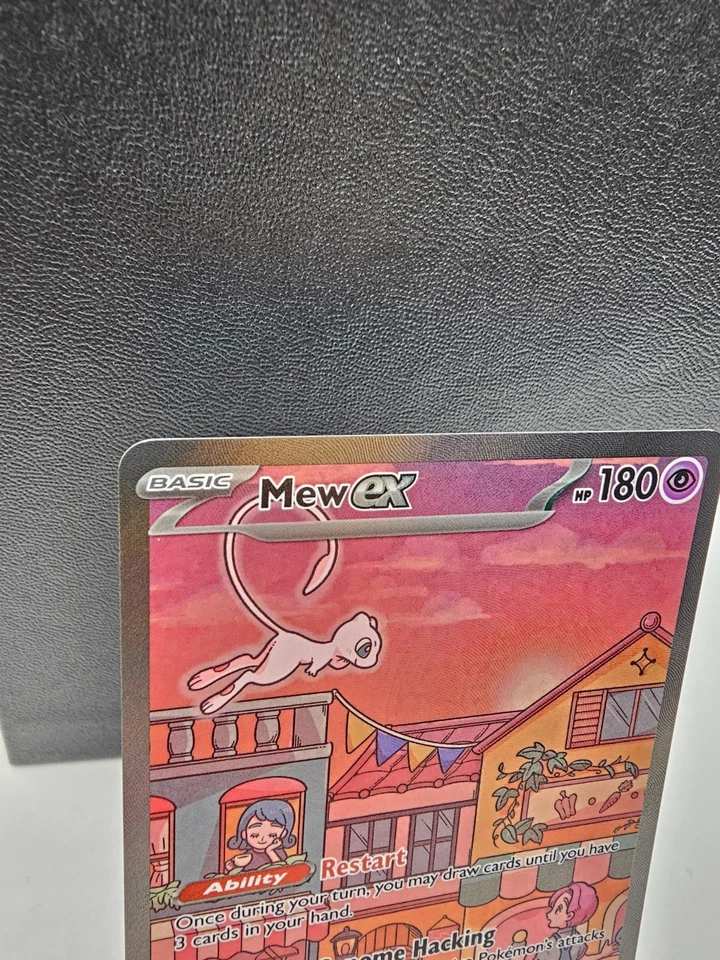 BASIC Mew ex HP 180
Ability Restart
Once during your turn, you may draw cards until you have
3 cards in your hand.
Hacking
Pokémon's attacks